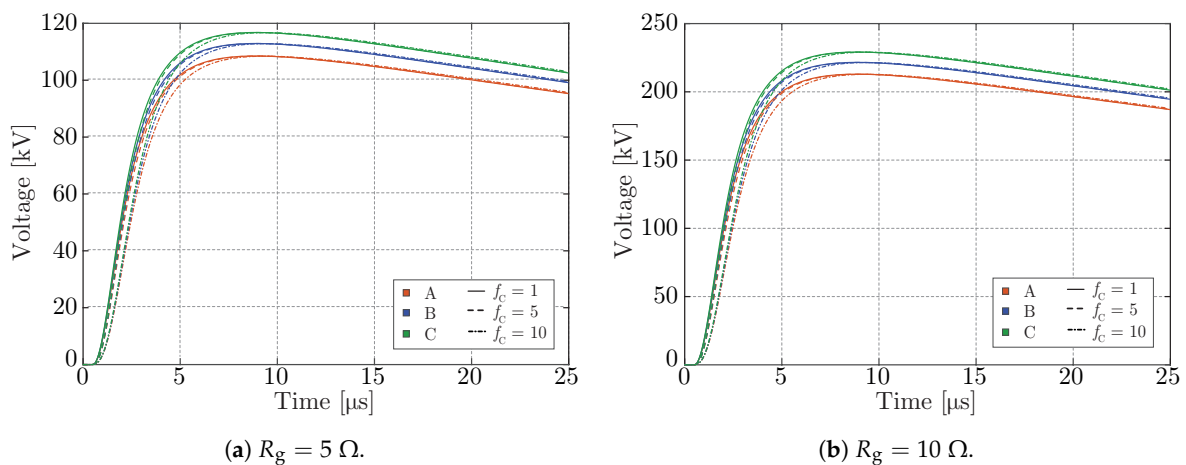 120
100
80
60
40
20
0
Voltage [kV]
0 5 10 15 20 25
Time [μs]
A f_C = 1
B f_C = 5
C f_C = 10
(a) R_g = 5 Ω.
250
200
150
100
50
0
Voltage [kV]
0 5 10 15 20 25
Time [μs]
A f_C = 1
B f_C = 5
C f_C = 10
(b) R_g = 10 Ω.